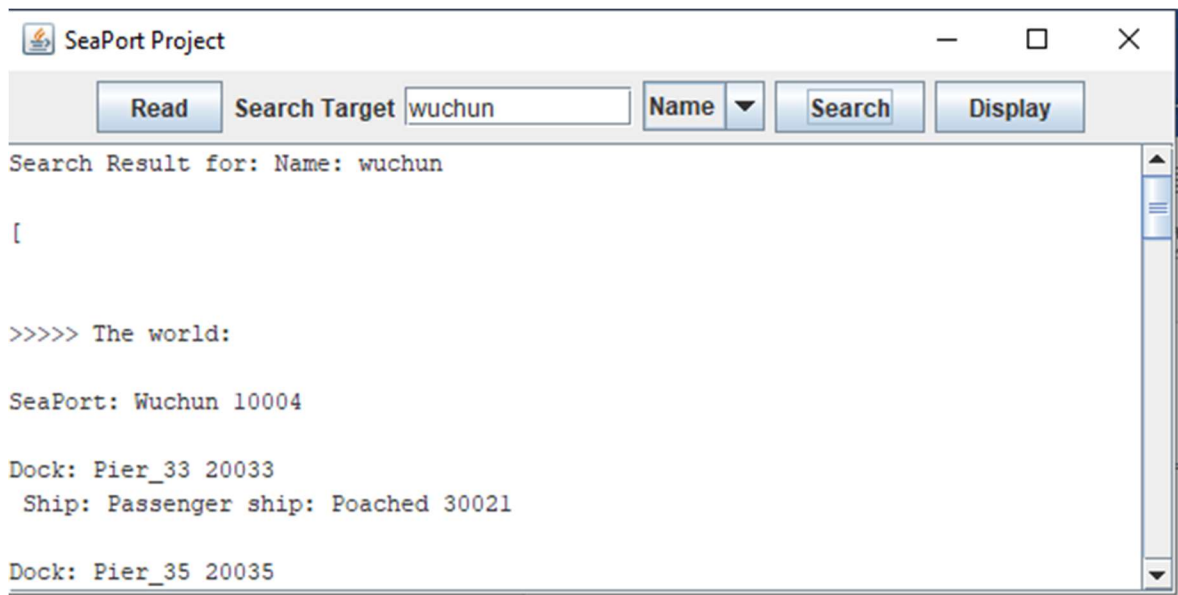 SeaPort Project
Read Search Target wuchun Name Search Display
Search Result for: Name: wuchun
[
>>>>> The world:
SeaPort: Wuchun 10004
Dock: Pier_33 20033
Ship: Passenger ship: Poached 30021
Dock: Pier_35 20035